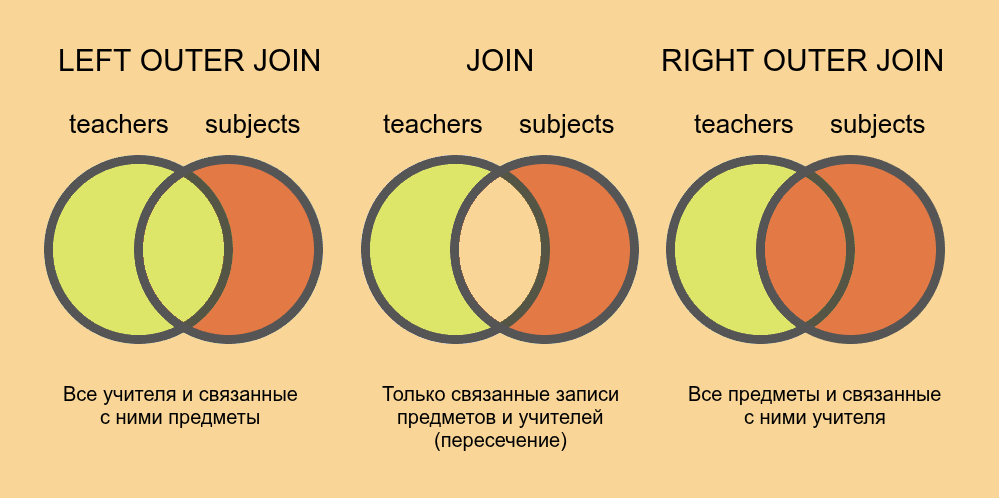 LEFT OUTER JOIN
JOIN
RIGHT OUTER JOIN
teachers subjects
teachers subjects
teachers subjects
Все учителя и связанные
с ними предметы
Только связанные записи
предметов и учителей
(пересечение)
Все предметы и связанные
с ними учителя